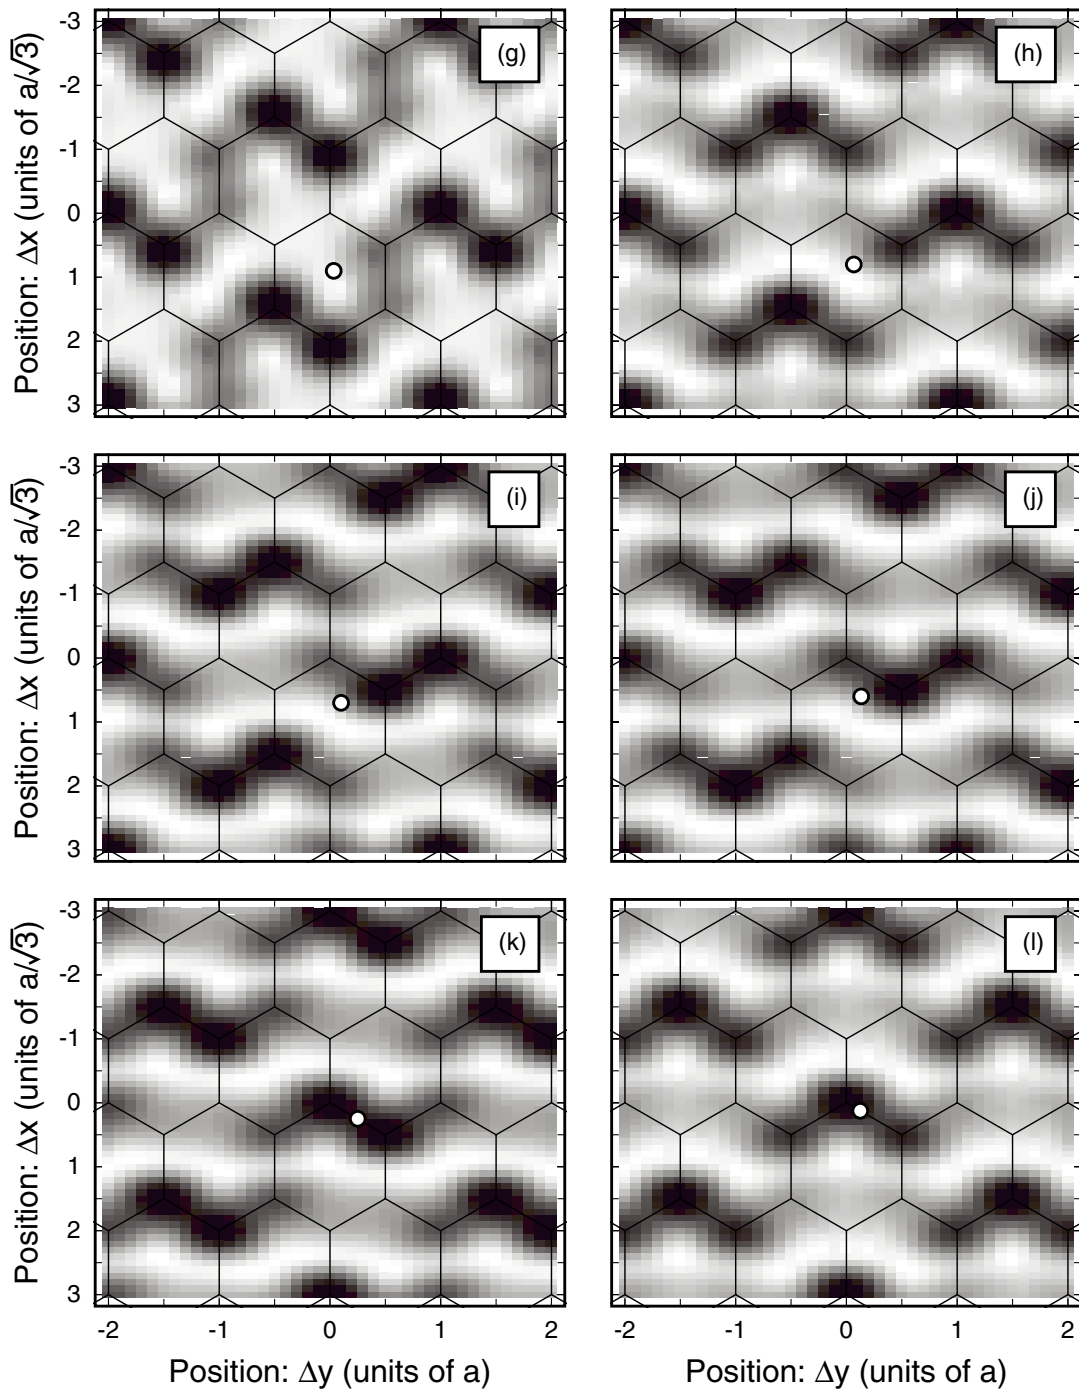 Position: Δx (units of a/√3)
-3
-2
-1
0
1
2
3
(g)
(h)
Position: Δx (units of a/√3)
-3
-2
-1
0
1
2
3
(i)
(j)
Position: Δx (units of a/√3)
-3
-2
-1
0
1
2
3
(k)
(l)
-2 -1 0 1 2
-2 -1 0 1 2
Position: Δy (units of a)
Position: Δy (units of a)